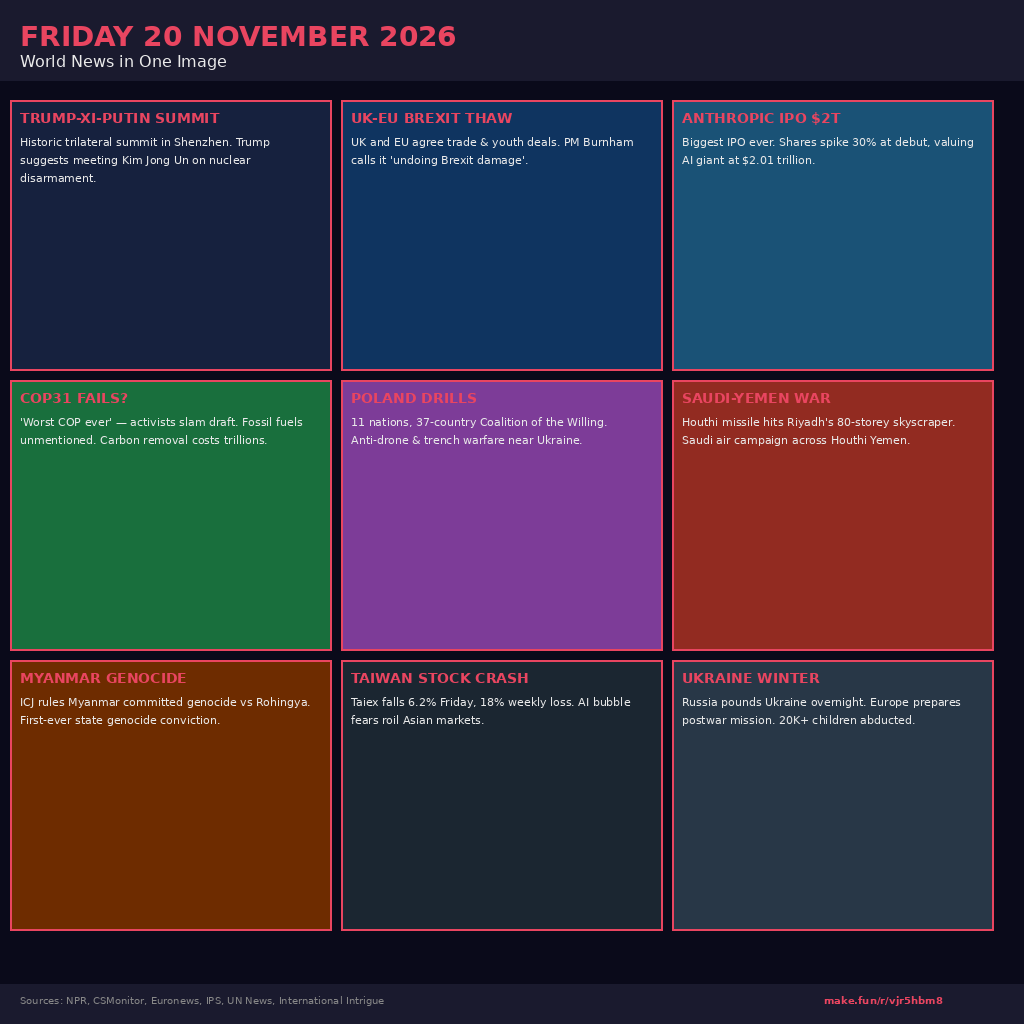 FRIDAY 20 NOVEMBER 2026
World News in One Image
TRUMP-XI-PUTIN SUMMIT
Historic trilateral summit in Shenzhen. Trump
suggests meeting Kim Jong Un on nuclear
disarmament.
UK-EU BREXIT THAW
UK and EU agree trade & youth deals. PM Burnham
calls it 'undoing Brexit damage'.
ANTHROPIC IPO $2T
Biggest IPO ever. Shares spike 30% at debut, valuing
AI giant at $2.01 trillion.
COP31 FAILS?
'Worst COP ever' — activists slam draft. Fossil fuels
unmentioned. Carbon removal costs trillions.
POLAND DRILLS
11 nations, 37-country Coalition of the Willing.
Anti-drone & trench warfare near Ukraine.
SAUDI-YEMEN WAR
Houthi missile hits Riyadh's 80-storey skyscraper.
Saudi air campaign across Houthi Yemen.
MYANMAR GENOCIDE
ICJ rules Myanmar committed genocide vs Rohingya.
First-ever state genocide conviction.
TAIWAN STOCK CRASH
Taiex falls 6.2% Friday, 18% weekly loss. AI bubble
fears roil Asian markets.
UKRAINE WINTER
Russia pounds Ukraine overnight. Europe prepares
postwar mission. 20K+ children abducted.
Sources: NPR, CSMonitor, Euronews, IPS, UN News, International Intrigue
make.fun/r/vjr5hbm8